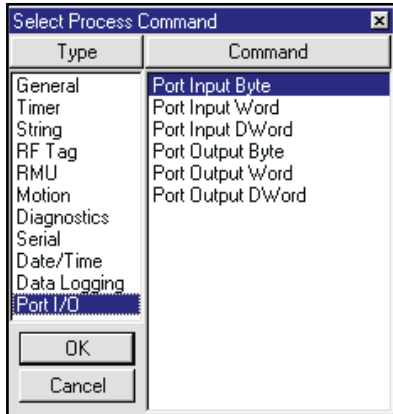 Select Process Command
Type
Command
General
Timer
String
RF Tag
RMU
Motion
Diagnostics
Serial
Date/Time
Data Logging
Port I/O
Port Input Byte
Port Input Word
Port Input DWord
Port Output Byte
Port Output Word
Port Output DWord
OK
Cancel